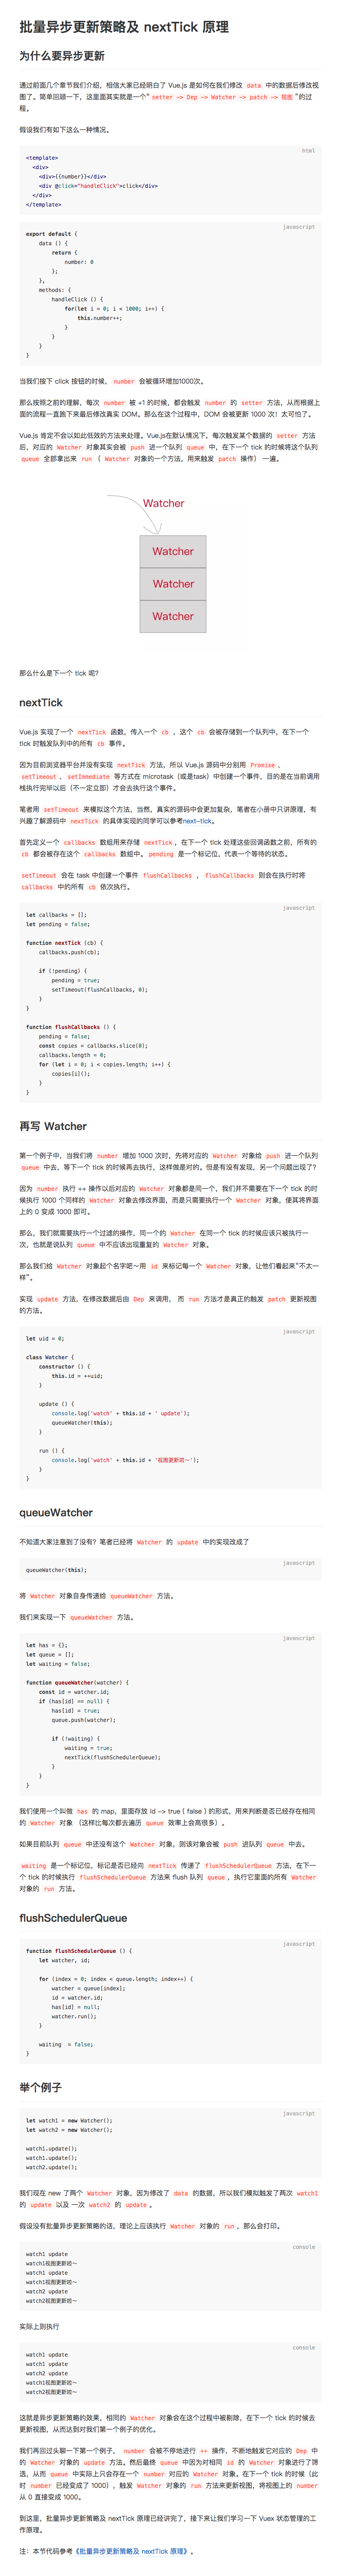 批量异步更新策略及 nextTick 原理
为什么要异步更新
通过前面几个章节我们介绍，相信大家已经明白了 Vue.js 是如何在我们修改 data 中的数据后修改视
图了。简单回顾一下，这里面其实就是一个“ setter -> Dep -> Watcher -> patch -> 视图 ”的过
程。
假设我们有如下这么一种情况。
html
<template>
  <div>
    <div>{{number}}</div>
    <div @click="handleClick">click</div>
  </div>
</template>
javascript
export default {
    data () {
        return {
            number: 0
        };
    },
    methods: {
        handleClick () {
            for(let i = 0; i < 1000; i++) {
                this.number++;
            }
        }
    }
}
当我们按下 click 按钮的时候， number 会被循环增加1000次。
那么按照之前的理解，每次 number 被 +1 的时候，都会触发 number 的 setter 方法，从而根据上
面的流程一直跑下来最后修改真实 DOM。那么在这个过程中，DOM 会被更新 1000 次！太可怕了。
Vue.js 肯定不会以如此低效的方法来处理。Vue.js在默认情况下，每次触发某个数据的 setter 方法
后，对应的 Watcher 对象其实会被 push 进一个队列 queue 中，在下一个 tick 的时候将这个队列
queue 全部拿出来 run （ Watcher 对象的一个方法，用来触发 patch 操作） 一遍。
Watcher
Watcher
Watcher
Watcher
那么什么是下一个 tick 呢？
nextTick
Vue.js 实现了一个 nextTick 函数，传入一个 cb ，这个 cb 会被存储到一个队列中，在下一个
tick 时触发队列中的所有 cb 事件。
因为目前浏览器平台并没有实现 nextTick 方法，所以 Vue.js 源码中分别用 Promise 、
setTimeout 、 setImmediate 等方式在 microtask（或是task）中创建一个事件，目的是在当前调用
栈执行完毕以后（不一定立即）才会去执行这个事件。
笔者用 setTimeout 来模拟这个方法，当然，真实的源码中会更加复杂，笔者在小册中只讲原理，有
兴趣了解源码中 nextTick 的具体实现的同学可以参考next-tick。
首先定义一个 callbacks 数组用来存储 nextTick ，在下一个 tick 处理这些回调函数之前，所有的
cb 都会被存在这个 callbacks 数组中。 pending 是一个标记位，代表一个等待的状态。
setTimeout 会在 task 中创建一个事件 flushCallbacks ， flushCallbacks 则会在执行时将
callbacks 中的所有 cb 依次执行。
javascript
let callbacks = [];
let pending = false;
function nextTick (cb) {
    callbacks.push(cb);
    if (!pending) {
        pending = true;
        setTimeout(flushCallbacks, 0);
    }
}
function flushCallbacks () {
    pending = false;
    const copies = callbacks.slice(0);
    callbacks.length = 0;
    for (let i = 0; i < copies.length; i++) {
        copies[i]();
    }
}
再写 Watcher
第一个例子中，当我们将 number 增加 1000 次时，先将对应的 Watcher 对象给 push 进一个队列
queue 中去，等下一个 tick 的时候再去执行，这样做是对的。但是有没有发现，另一个问题出现了？
因为 number 执行 ++ 操作以后对应的 Watcher 对象都是同一个，我们并不需要在下一个 tick 的时
候执行 1000 个同样的 Watcher 对象去修改界面，而是只需要执行一个 Watcher 对象，使其将界面
上的 0 变成 1000 即可。
那么，我们就需要执行一个过滤的操作，同一个的 Watcher 在同一个 tick 的时候应该只被执行一
次，也就是说队列 queue 中不应该出现重复的 Watcher 对象。
那么我们给 Watcher 对象起个名字吧～用 id 来标记每一个 Watcher 对象，让他们看起来“不太一
样”。
实现 update 方法，在修改数据后由 Dep 来调用， 而 run 方法才是真正的触发 patch 更新视图
的方法。
javascript
let uid = 0;
class Watcher {
    constructor () {
        this.id = ++uid;
    }
    update () {
        console.log('watch' + this.id + ' update');
        queueWatcher(this);
    }
    run () {
        console.log('watch' + this.id + '视图更新啦～');
    }
}
queueWatcher
不知道大家注意到了没有？笔者已经将 Watcher 的 update 中的实现改成了
javascript
queueWatcher(this);
将 Watcher 对象自身传递给 queueWatcher 方法。
我们来实现一下 queueWatcher 方法。
javascript
let has = {};
let queue = [];
let waiting = false;
function queueWatcher(watcher) {
    const id = watcher.id;
    if (has[id] == null) {
        has[id] = true;
        queue.push(watcher);
        if (!waiting) {
            waiting = true;
            nextTick(flushSchedulerQueue);
        }
    }
}
我们使用一个叫做 has 的 map，里面存放 id -> true ( false ) 的形式，用来判断是否已经存在相同
的 Watcher 对象 （这样比每次都去遍历 queue 效率上会高很多）。
如果目前队列 queue 中还没有这个 Watcher 对象，则该对象会被 push 进队列 queue 中去。
waiting 是一个标记位，标记是否已经向 nextTick 传递了 flushSchedulerQueue 方法，在下一
个 tick 的时候执行 flushSchedulerQueue 方法来 flush 队列 queue ，执行它里面的所有 Watcher
对象的 run 方法。
flushSchedulerQueue
javascript
function flushSchedulerQueue () {
    let watcher, id;
    for (index = 0; index < queue.length; index++) {
        watcher = queue[index];
        id = watcher.id;
        has[id] = null;
        watcher.run();
    }
    waiting  = false;
}
举个例子
javascript
let watch1 = new Watcher();
let watch2 = new Watcher();
watch1.update();
watch1.update();
watch2.update();
我们现在 new 了两个 Watcher 对象，因为修改了 data 的数据，所以我们模拟触发了两次 watch1
的 update 以及 一次 watch2 的 update 。
假设没有批量异步更新策略的话，理论上应该执行 Watcher 对象的 run ，那么会打印。
console
watch1 update
watch1视图更新啦～
watch1 update
watch1视图更新啦～
watch2 update
watch2视图更新啦～
实际上则执行
console
watch1 update
watch1 update
watch2 update
watch1视图更新啦～
watch2视图更新啦～
这就是异步更新策略的效果，相同的 Watcher 对象会在这个过程中被剔除，在下一个 tick 的时候去
更新视图，从而达到对我们第一个例子的优化。
我们再回过头聊一下第一个例子， number 会被不停地进行 ++ 操作，不断地触发它对应的 Dep 中
的 Watcher 对象的 update 方法。然后最终 queue 中因为对相同 id 的 Watcher 对象进行了筛
选，从而 queue 中实际上只会存在一个 number 对应的 Watcher 对象。在下一个 tick 的时候（此
时 number 已经变成了 1000），触发 Watcher 对象的 run 方法来更新视图，将视图上的 number
从 0 直接变成 1000。
到这里，批量异步更新策略及 nextTick 原理已经讲完了，接下来让我们学习一下 Vuex 状态管理的工
作原理。
注：本节代码参考《批量异步更新策略及 nextTick 原理》。